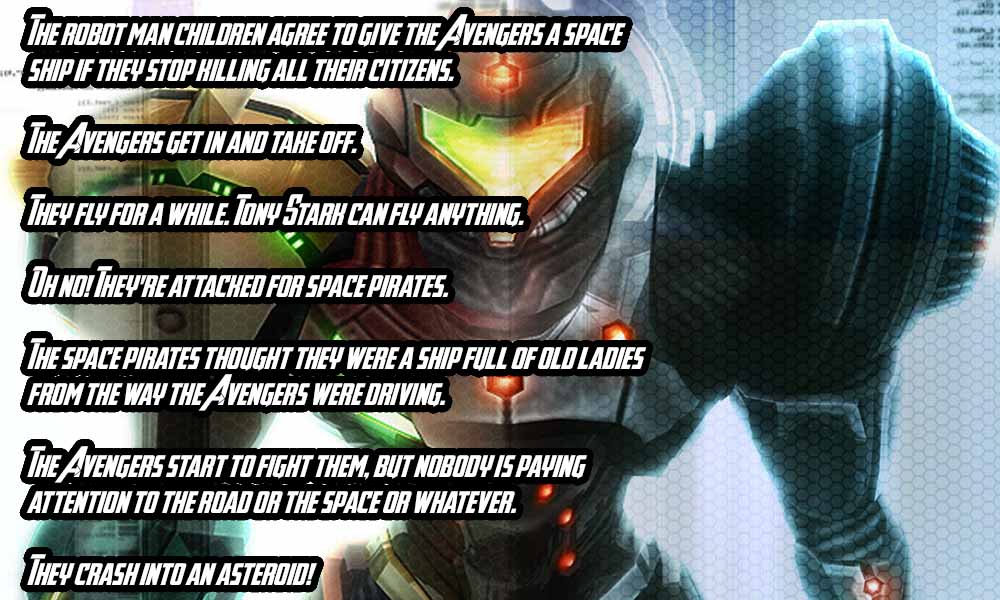 The robot man children agree to give the Avengers a space
ship if they stop killing all their citizens.
The Avengers get in and take off.
They fly for a while. Tony Stark can fly anything.
Oh no! They're attacked for space pirates.
The space pirates thought they were a ship full of old ladies
from the way the Avengers were driving.
The Avengers start to fight them, but nobody is paying
attention to the road or the space or whatever.
They crash into an asteroid!